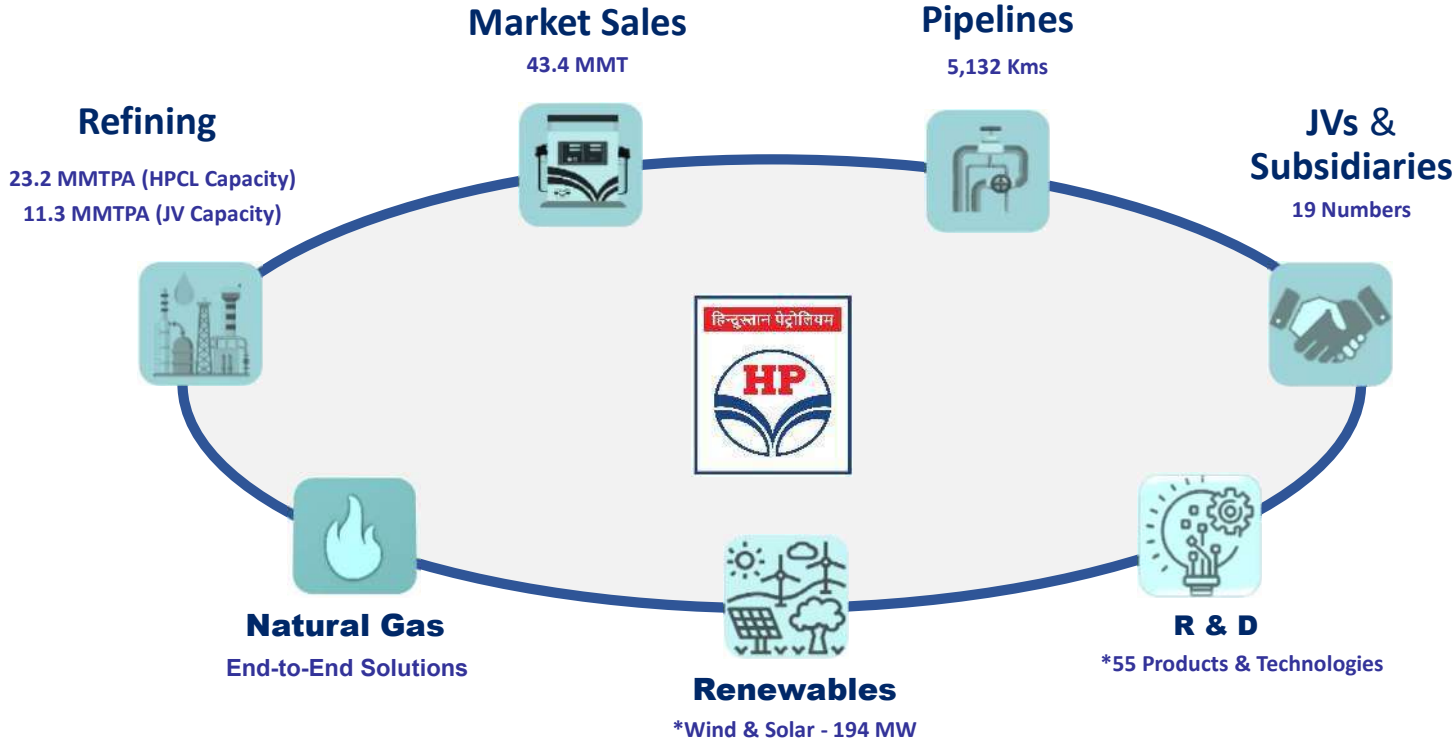 Market Sales
43.4 MMT
Pipelines
5,132 Kms
Refining
23.2 MMTPA (HPCL Capacity)
11.3 MMTPA (JV Capacity)
JVs &
Subsidiaries
19 Numbers
हिन्दुस्तान पेट्रोलियम
HP
Natural Gas
End-to-End Solutions
Renewables
*Wind & Solar - 194 MW
R & D
*55 Products & Technologies